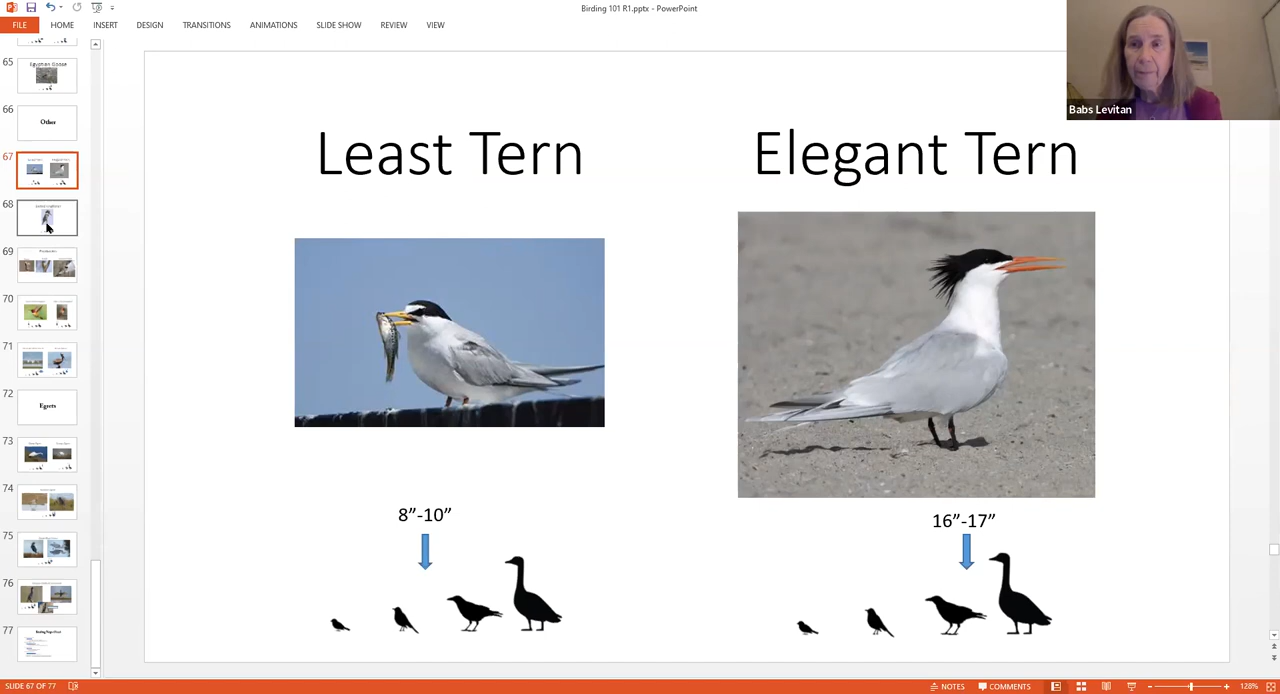 Birding 101 R1.pptx - PowerPoint
FILE HOME INSERT DESIGN TRANSITIONS ANIMATIONS SLIDE SHOW REVIEW VIEW
Babs Levitan
65
Egyptian Goose
66
Other
67
68
69
70
71
72
Egrets
73
74
75
76
77
Least Tern
Elegant Tern
8”-10”
16”-17”
SLIDE 67 OF 77
NOTES
COMMENTS
128%